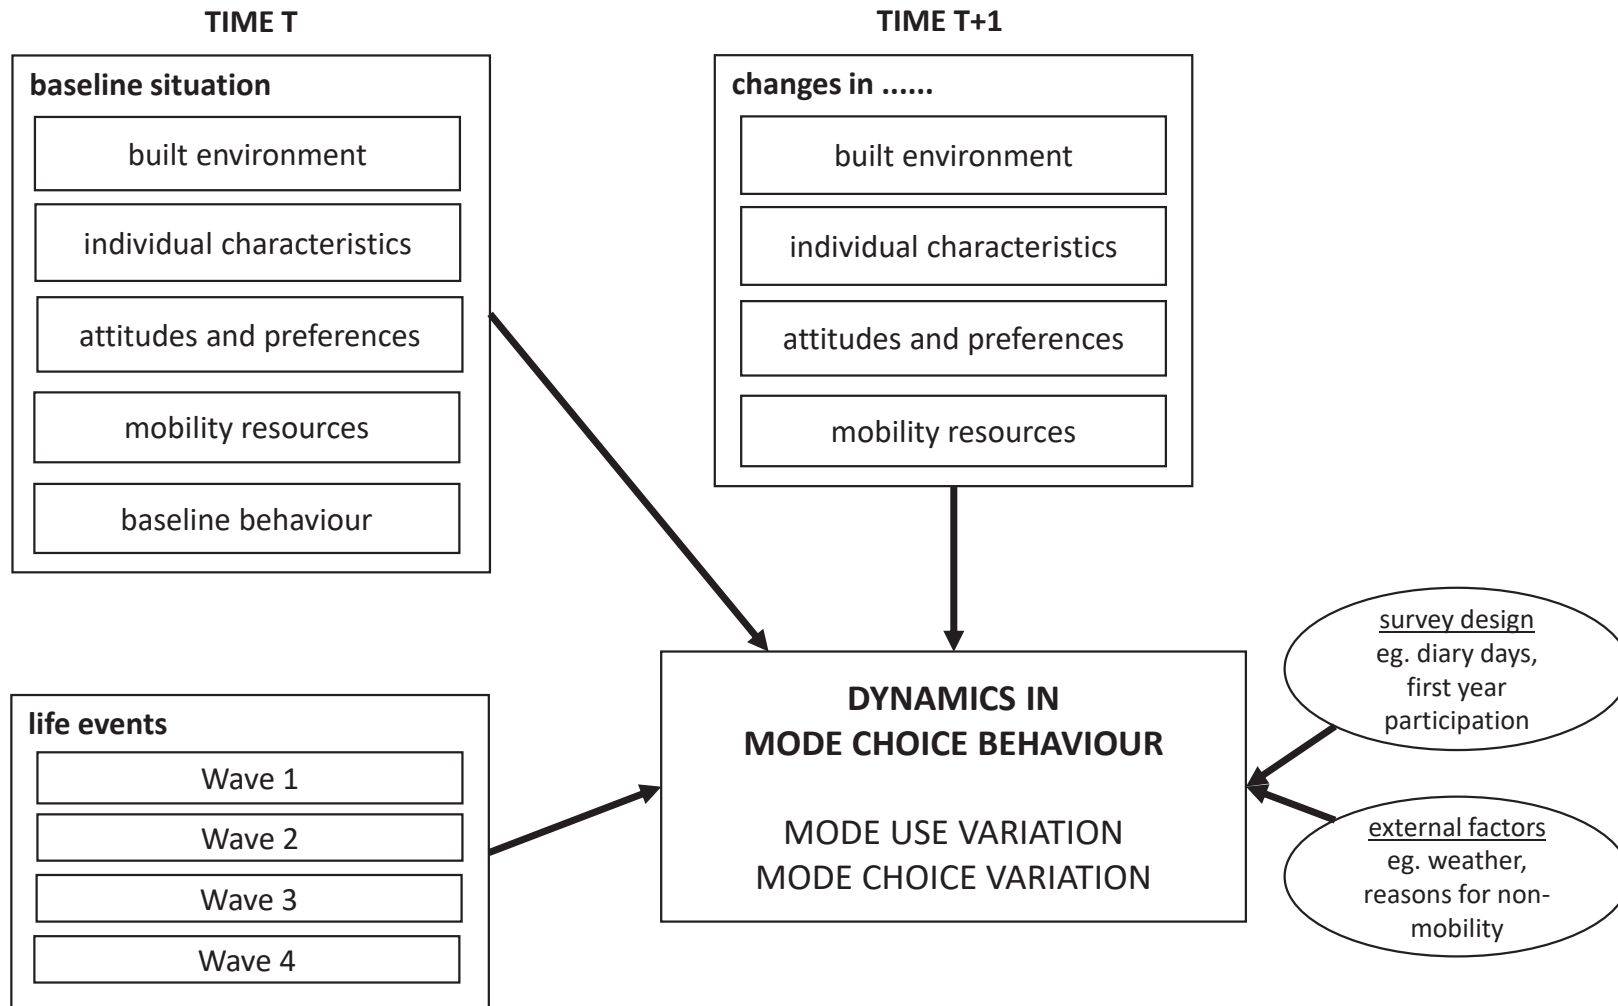 TIME T
baseline situation
built environment
individual characteristics
attitudes and preferences
mobility resources
baseline behaviour
TIME T+1
changes in ......
built environment
individual characteristics
attitudes and preferences
mobility resources
life events
Wave 1
Wave 2
Wave 3
Wave 4
DYNAMICS IN
MODE CHOICE BEHAVIOUR
MODE USE VARIATION
MODE CHOICE VARIATION
survey design
eg. diary days,
first year
participation
external factors
eg. weather,
reasons for non-
mobility